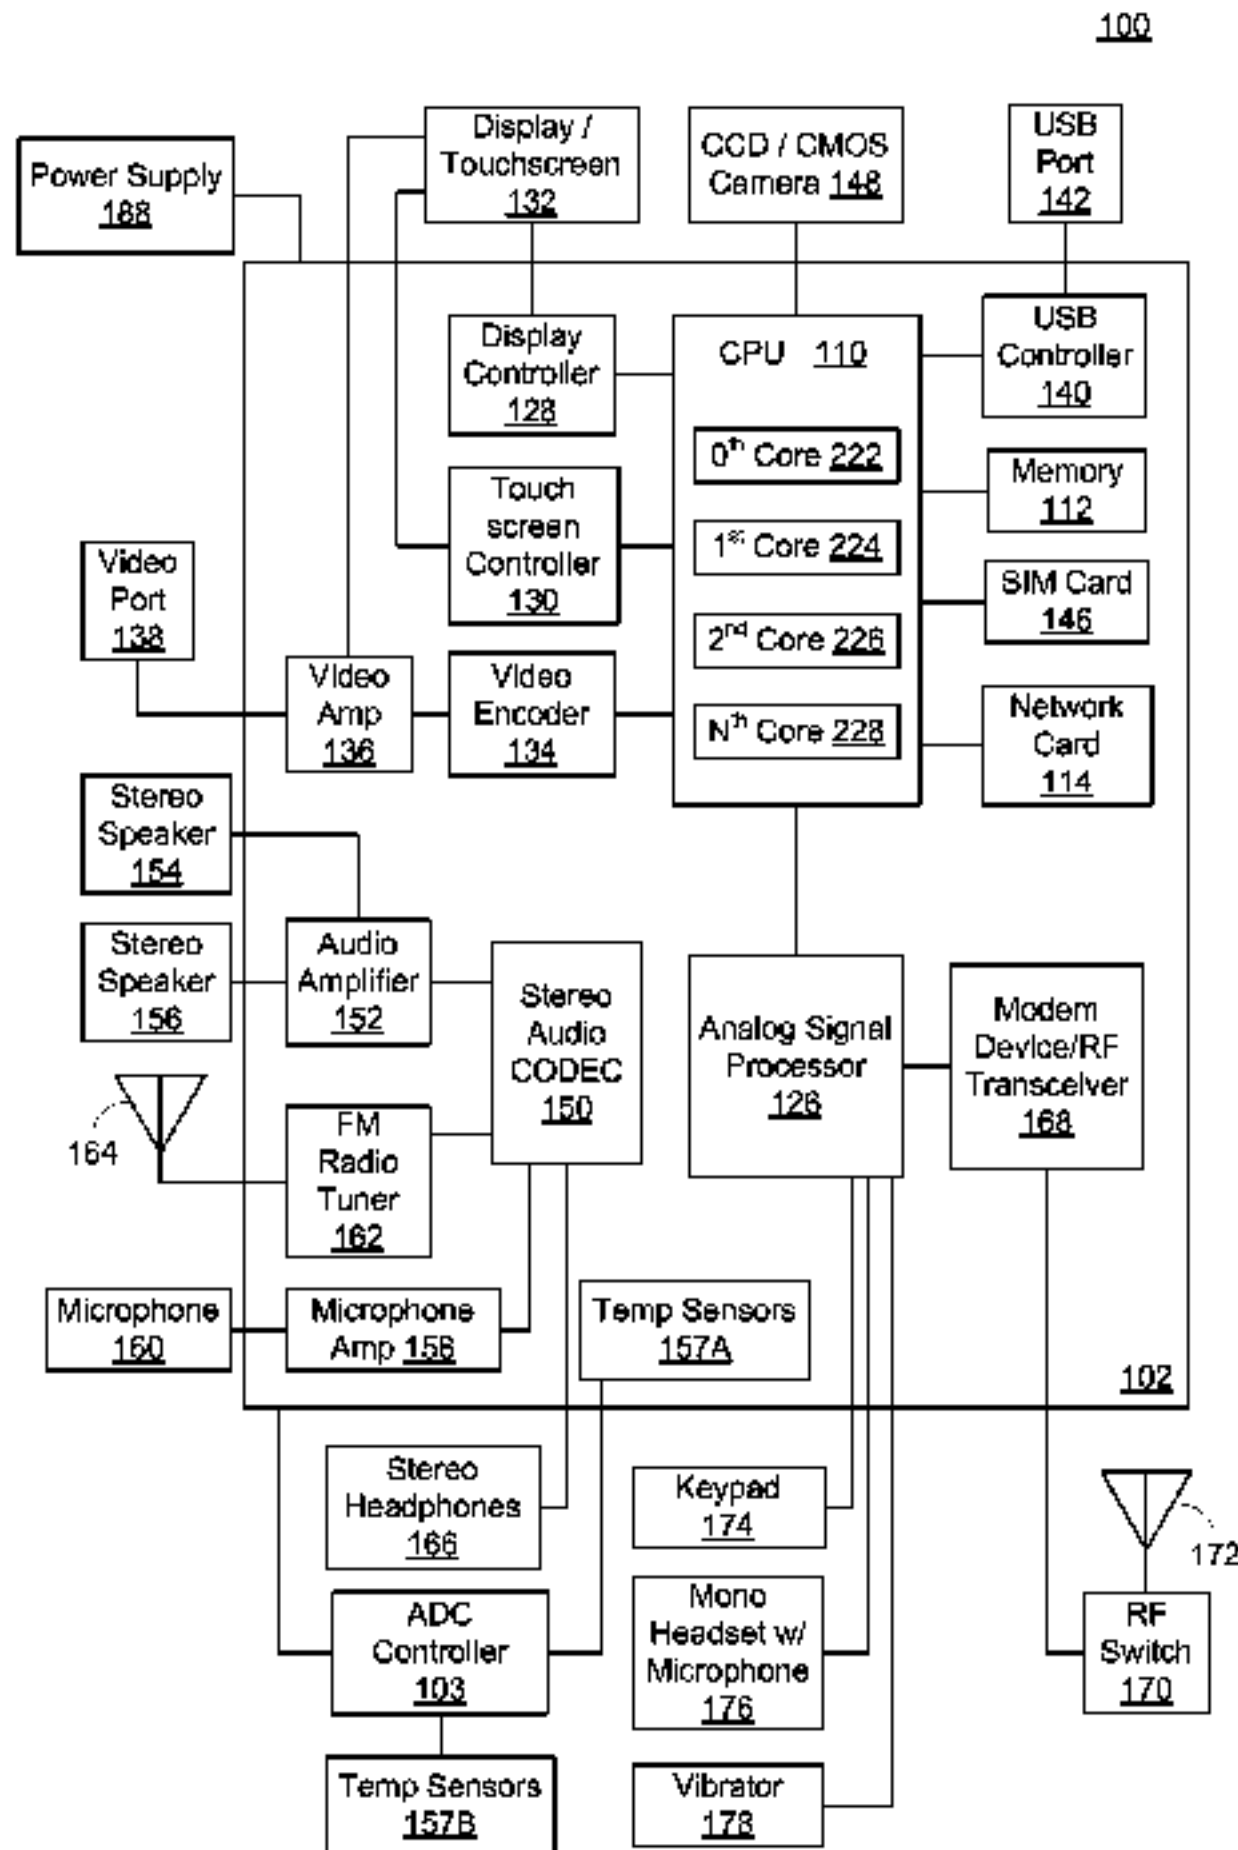 100
Power Supply
188
Display /
Touchscreen
132
CCD / CMOS
Camera 148
USB
Port
142
Display
Controller
128
CPU 110
USB
Controller
140
0th Core 222
Memory
112
Touch
screen
Controller
130
1st Core 224
Video
Port
138
SIM Card
146
2nd Core 226
Video
Amp
136
Video
Encoder
134
Nth Core 228
Network
Card
114
Stereo
Speaker
154
Stereo
Speaker
156
Audio
Amplifier
152
Stereo
Audio
CODEC
150
Analog Signal
Processor
126
Modem
Device/RF
Transceiver
168
164
FM
Radio
Tuner
162
Microphone
160
Microphone
Amp 158
Temp Sensors
157A
102
Stereo
Headphones
166
Keypad
174
172
ADC
Controller
103
Mono
Headset w/
Microphone
176
RF
Switch
170
Temp Sensors
157B
Vibrator
178